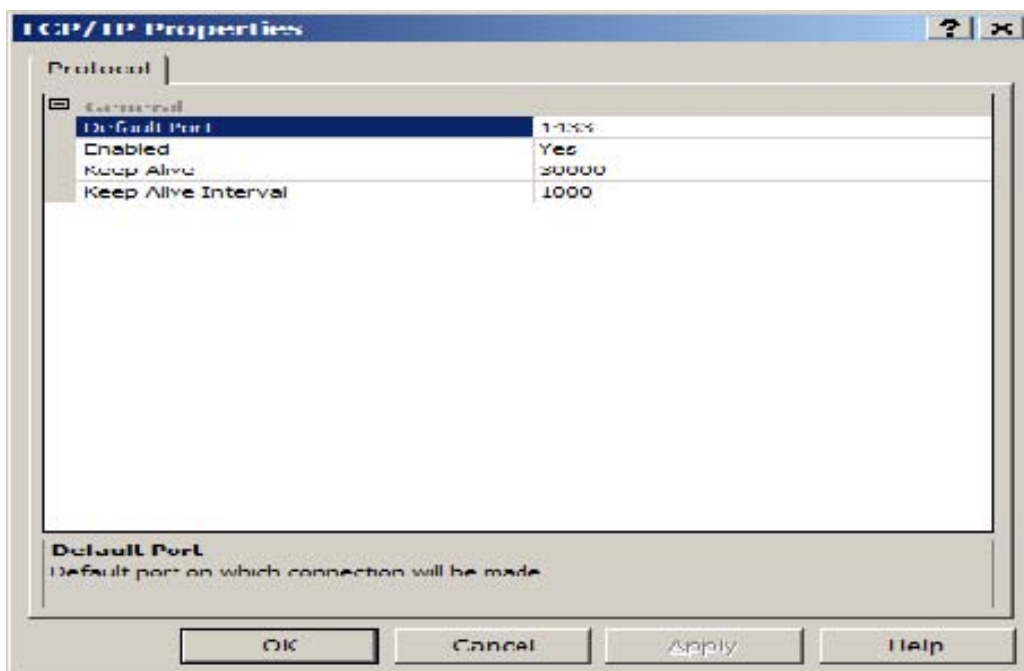 TCP/IP Properties
Protocol
General
Default Port 1433
Enabled Yes
Keep Alive 30000
Keep Alive Interval 1000
Default Port
Default port on which connection will be made
OK Cancel Apply Help